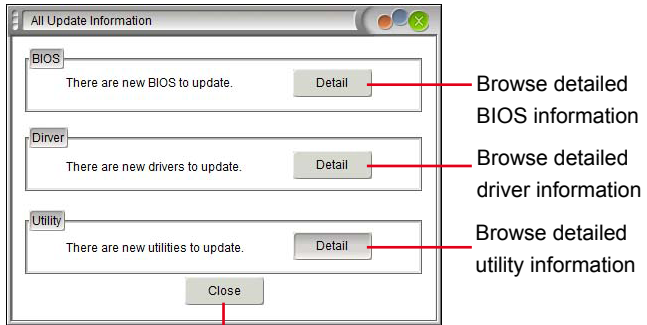 All Update Information
BIOS
There are new BIOS to update.
Detail
Browse detailed
BIOS information
Dirver
There are new drivers to update.
Detail
Browse detailed
driver information
Utility
There are new utilities to update.
Detail
Browse detailed
utility information
Close